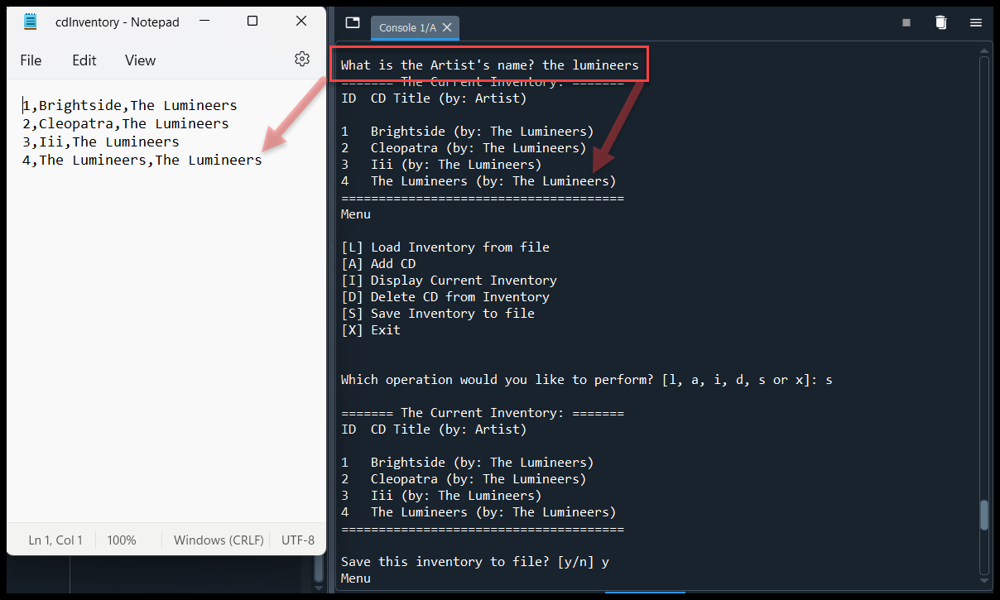 cdInventory - Notepad
File Edit View
1,Brightside,The Lumineers
2,Cleopatra,The Lumineers
3,Iii,The Lumineers
4,The Lumineers,The Lumineers
Ln 1, Col 1 100% Windows (CRLF) UTF-8
Console 1/A
What is the Artist's name? the lumineers
======= The Current Inventory: =======
ID CD Title (by: Artist)
1 Brightside (by: The Lumineers)
2 Cleopatra (by: The Lumineers)
3 Iii (by: The Lumineers)
4 The Lumineers (by: The Lumineers)
======================================
Menu
[L] Load Inventory from file
[A] Add CD
[I] Display Current Inventory
[D] Delete CD from Inventory
[S] Save Inventory to file
[X] Exit
Which operation would you like to perform? [l, a, i, d, s or x]: s
======= The Current Inventory: =======
ID CD Title (by: Artist)
1 Brightside (by: The Lumineers)
2 Cleopatra (by: The Lumineers)
3 Iii (by: The Lumineers)
4 The Lumineers (by: The Lumineers)
======================================
Save this inventory to file? [y/n] y
Menu